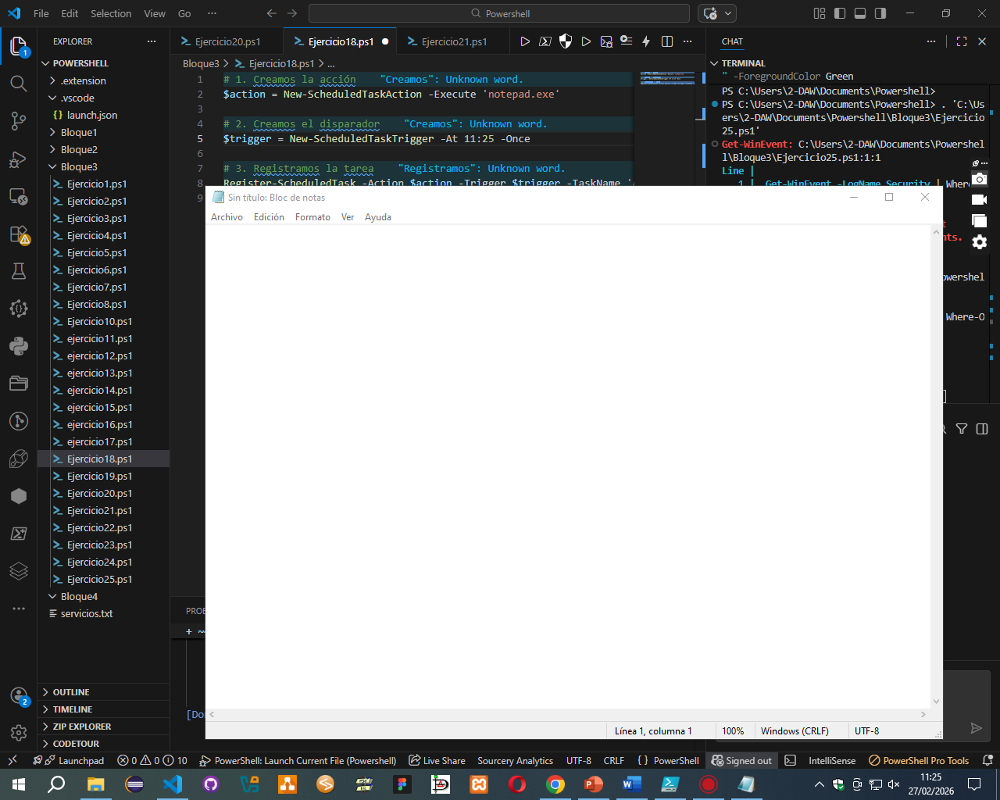 File Edit Selection View Go ··· Powershell
EXPLORER ···
POWERSHELL
.extension
.vscode
launch.json
Bloque1
Bloque2
Bloque3
Ejercicio1.ps1
Ejercicio2.ps1
Ejercicio3.ps1
Ejercicio4.ps1
Ejercicio5.ps1
Ejercicio6.ps1
Ejercicio7.ps1
Ejercicio8.ps1
Ejercicio10.ps1
ejercicio11.ps1
ejercicio12.ps1
ejercicio13.ps1
ejercicio14.ps1
ejercicio15.ps1
ejercicio16.ps1
ejercicio17.ps1
Ejercicio18.ps1
Ejercicio19.ps1
Ejercicio20.ps1
Ejercicio21.ps1
Ejercicio22.ps1
Ejercicio23.ps1
Ejercicio24.ps1
Ejercicio25.ps1
Bloque4
servicios.txt
OUTLINE
TIMELINE
ZIP EXPLORER
CODETOUR
1
2
Ejercicio20.ps1 Ejercicio18.ps1 Ejercicio21.ps1
Bloque3 > Ejercicio18.ps1 > ...
1 # 1. Creamos la acción "Creamos": Unknown word.
2 $action = New-ScheduledTaskAction -Execute 'notepad.exe'
3
4 # 2. Creamos el disparador "Creamos": Unknown word.
5 $trigger = New-ScheduledTaskTrigger -At 11:25 -Once
6
7 # 3. Registramos la tarea "Registramos": Unknown word.
8 Register-ScheduledTask -Action $action -Trigger $trigger -TaskName
9
CHAT
TERMINAL
" -ForegroundColor Green
PS C:\Users\2-DAW\Documents\Powershell>
PS C:\Users\2-DAW\Documents\Powershell> . 'C:\Us
ers\2-DAW\Documents\Powershell\Bloque3\Ejercicio
25.ps1'
Get-WinEvent: C:\Users\2-DAW\Documents\Powershel
l\Bloque3\Ejercicio25.ps1:1:1
Line |
1 | Get-WinEvent -LogName Security | Where
nts.
owershel
Where-O
Sin título: Bloc de notas
Archivo Edición Formato Ver Ayuda
Línea 1, columna 1 100% Windows (CRLF) UTF-8
Launchpad 0 0 10 PowerShell: Launch Current File (Powershell) Live Share Sourcery Analytics UTF-8 CRLF { } PowerShell Signed out IntelliSense PowerShell Pro Tools
11:25
27/02/2026